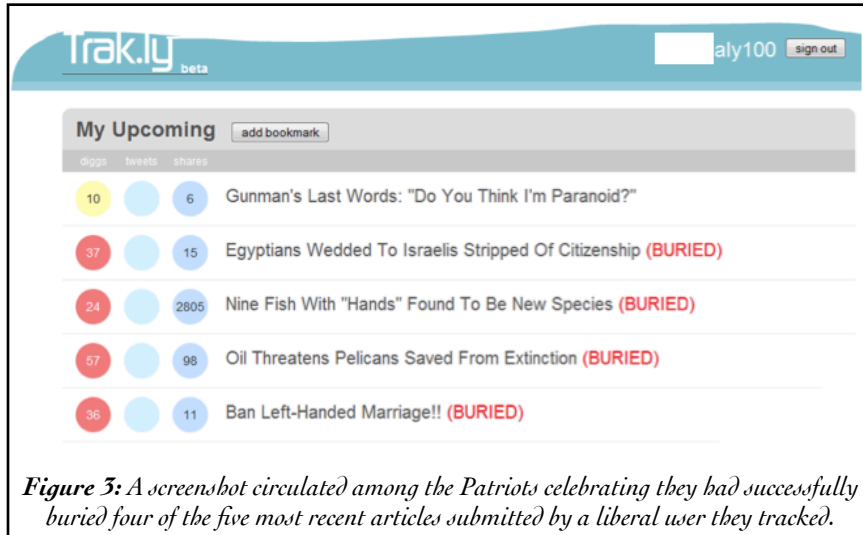 Trak.ly beta
aly100 sign out
My Upcoming add bookmark
diggs tweets shares
10 6 Gunman's Last Words: "Do You Think I'm Paranoid?"
37 15 Egyptians Wedded To Israelis Stripped Of Citizenship (BURIED)
24 2805 Nine Fish With "Hands" Found To Be New Species (BURIED)
57 98 Oil Threatens Pelicans Saved From Extinction (BURIED)
36 11 Ban Left-Handed Marriage!! (BURIED)
Figure 3: A screenshot circulated among the Patriots celebrating they had successfully
buried four of the five most recent articles submitted by a liberal user they tracked.